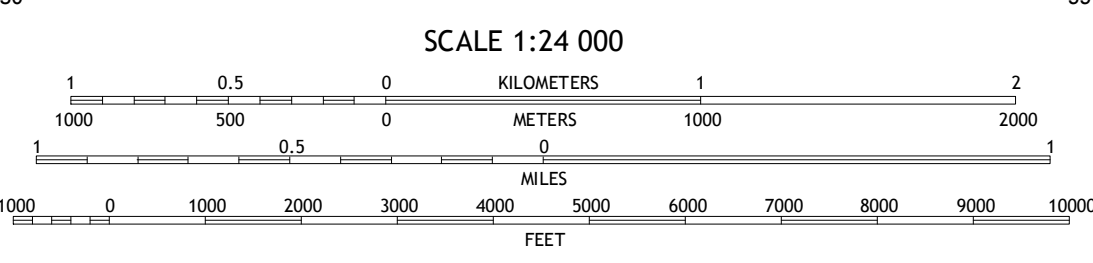 SCALE 1:24 000
1 0.5 0 KILOMETERS 1 2
1000 500 0 METERS 1000 2000
1 0.5 0 1
MILES
1000 0 1000 2000 3000 4000 5000 6000 7000 8000 9000 10000
FEET